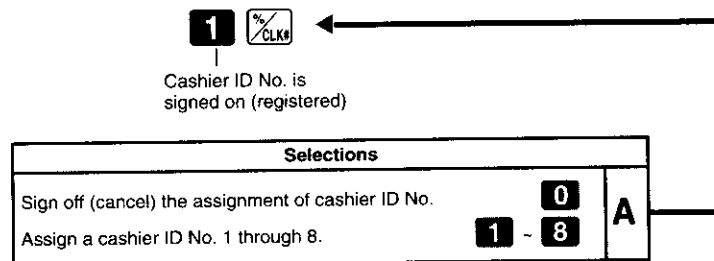 1 %/CLK#
Cashier ID No. is
signed on (registered)
Selections
Sign off (cancel) the assignment of cashier ID No. 0
Assign a cashier ID No. 1 through 8. 1 ~ 8
A